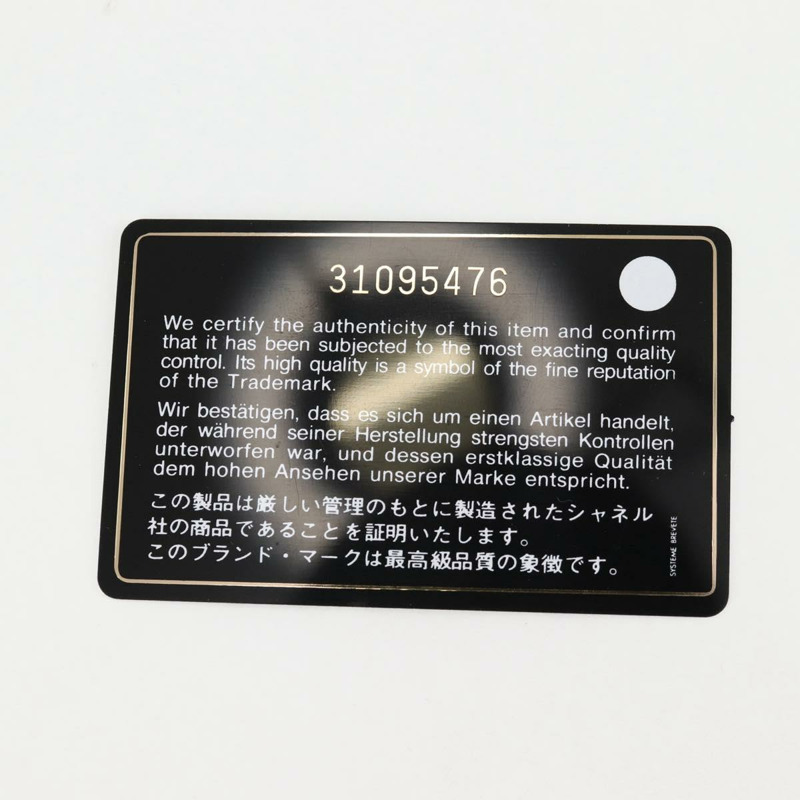 31095476
We certify the authenticity of this item and confirm
that it has been subjected to the most exacting quality
control. Its high quality is a symbol of the fine reputation
of the Trademark.
Wir bestätigen, dass es sich um einen Artikel handelt,
der während seiner Herstellung strengsten Kontrollen
unterworfen war, und dessen erstklassige Qualität
dem hohen Ansehen unserer Marke entspricht.
この製品は厳しい管理のもとに製造されたシャネル
社の商品であることを証明いたします。
このブランド・マークは最高級品質の象徴です。
SYSTEME BREVETE